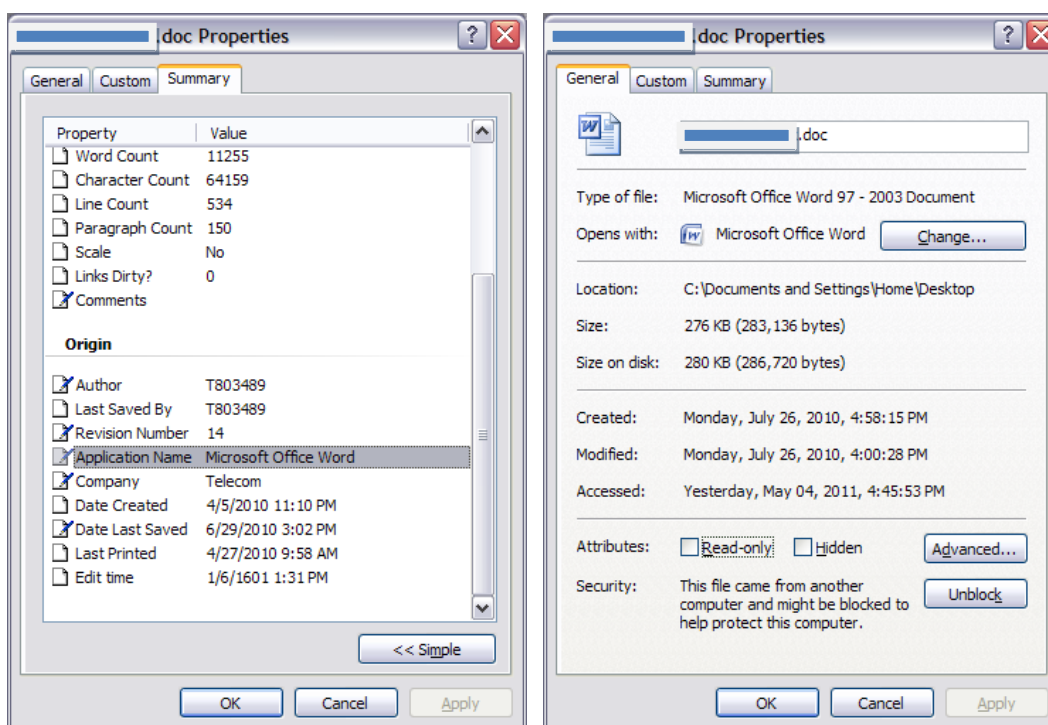 .doc Properties
General Custom Summary
Property Value
Word Count 11255
Character Count 64159
Line Count 534
Paragraph Count 150
Scale No
Links Dirty? 0
Comments
Origin
Author T803489
Last Saved By T803489
Revision Number 14
Application Name Microsoft Office Word
Company Telecom
Date Created 4/5/2010 11:10 PM
Date Last Saved 6/29/2010 3:02 PM
Last Printed 4/27/2010 9:58 AM
Edit time 1/6/1601 1:31 PM
<< Simple
OK Cancel Apply
.doc Properties
General Custom Summary
.doc
Type of file: Microsoft Office Word 97 - 2003 Document
Opens with: Microsoft Office Word Change...
Location: C:\Documents and Settings\Home\Desktop
Size: 276 KB (283,136 bytes)
Size on disk: 280 KB (286,720 bytes)
Created: Monday, July 26, 2010, 4:58:15 PM
Modified: Monday, July 26, 2010, 4:00:28 PM
Accessed: Yesterday, May 04, 2011, 4:45:53 PM
Attributes: Read-only Hidden Advanced...
Security: This file came from another
computer and might be blocked to
help protect this computer.
Unblock
OK Cancel Apply